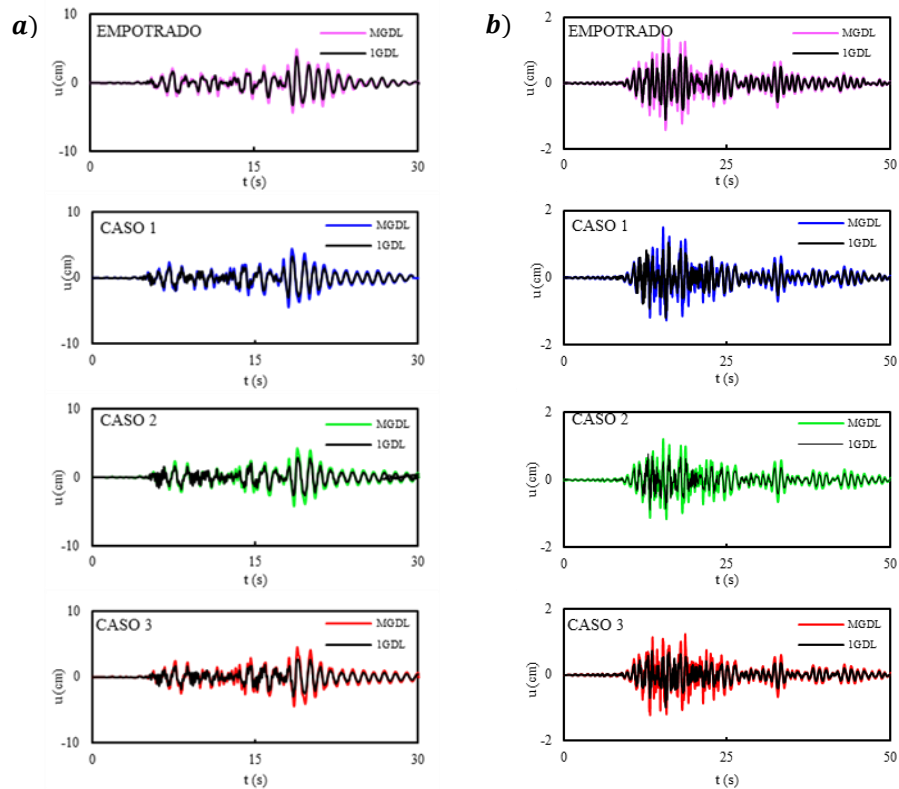 a)
10
EMPOTRADO
MGDL
1GDL
u (cm)
0
-10
0
15
30
t (s)
10
CASO 1
MGDL
1GDL
u (cm)
0
-10
0
15
30
t (s)
10
CASO 2
MGDL
1GDL
u (cm)
0
-10
0
15
30
t (s)
10
CASO 3
MGDL
1GDL
u (cm)
0
-10
0
15
30
t (s)
b)
2
EMPOTRADO
MGDL
1GDL
u (cm)
0
-2
0
25
50
t (s)
2
CASO 1
MGDL
1GDL
u (cm)
0
-2
0
25
50
t (s)
2
CASO 2
MGDL
1GDL
u (cm)
0
-2
0
25
50
t (s)
2
CASO 3
MGDL
1GDL
u (cm)
0
-2
0
25
50
t (s)